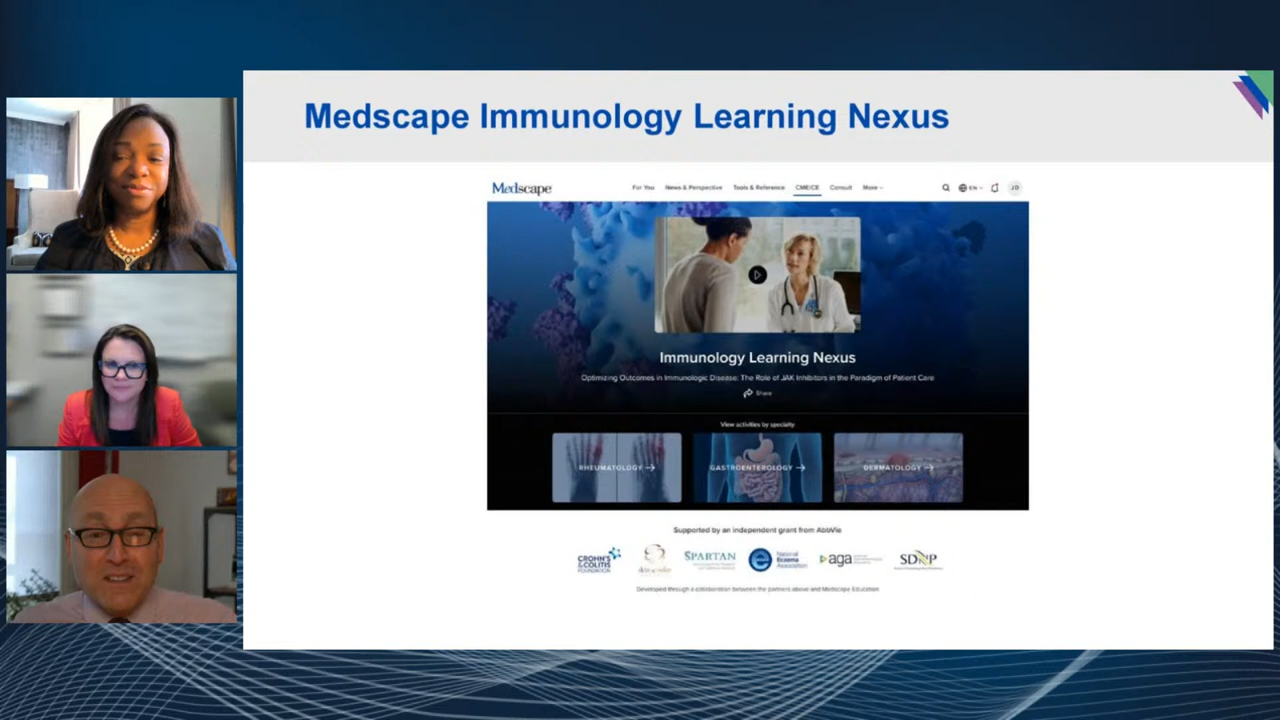 Medscape Immunology Learning Nexus
Medscape
For You News & Perspective Tools & Reference CME/CE Consult More
EN
JD
Immunology Learning Nexus
Optimizing Outcomes in Immunologic Disease: The Role of JAK Inhibitors in the Paradigm of Patient Care
Share
View activities by specialty
RHEUMATOLOGY
GASTROENTEROLOGY
DERMATOLOGY
Supported by an independent grant from AbbVie
CROHN'S
& COLITIS
FOUNDATION
SPARTAN
National
Eczema
Association
aga
SDNP
Developed through a collaboration between the partners above and Medscape Education